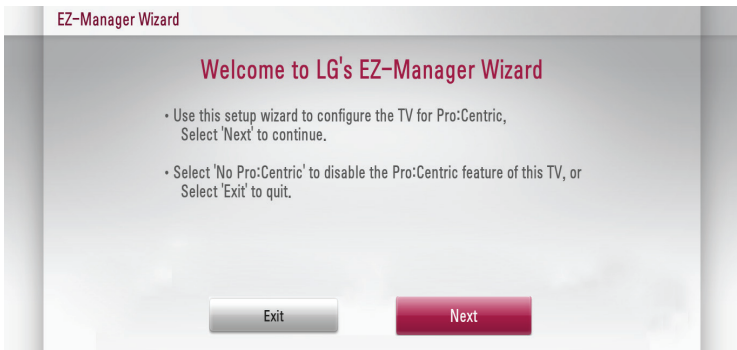 EZ-Manager Wizard
Welcome to LG's EZ-Manager Wizard
• Use this setup wizard to configure the TV for Pro:Centric,
Select 'Next' to continue.
• Select 'No Pro:Centric' to disable the Pro:Centric feature of this TV, or
Select 'Exit' to quit.
Exit
Next